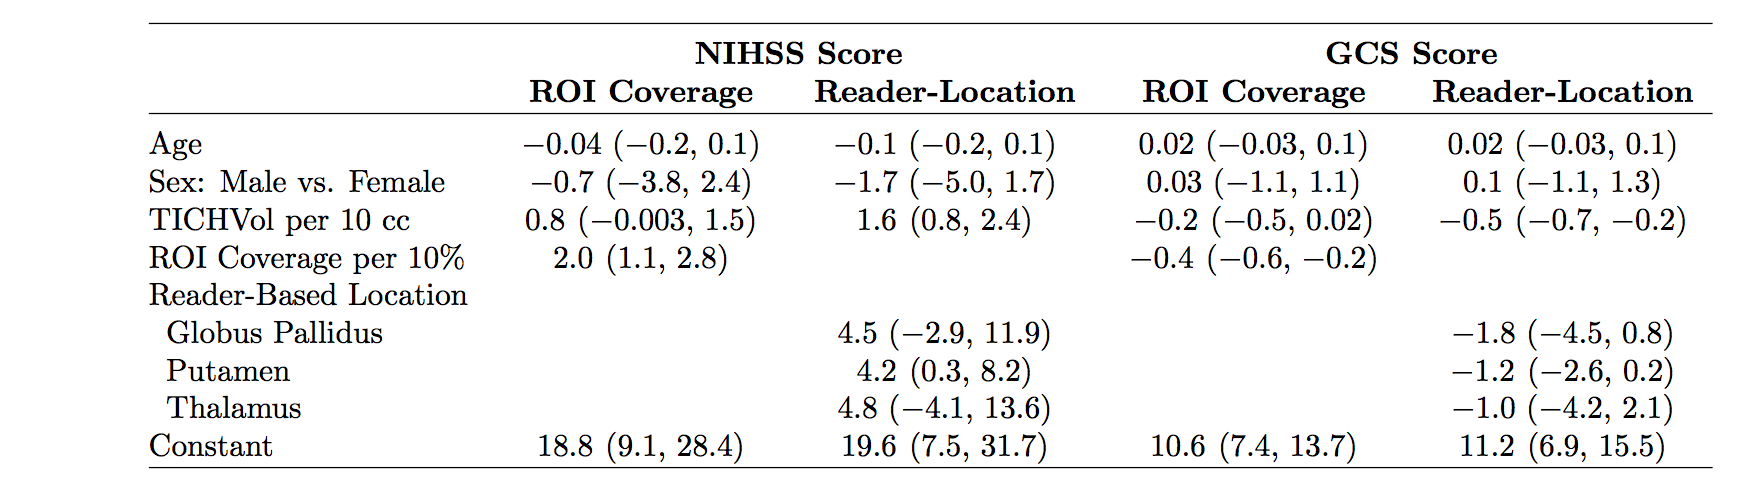 NIHSS Score GCS Score
ROI Coverage Reader-Location ROI Coverage Reader-Location
Age −0.04 (−0.2, 0.1) −0.1 (−0.2, 0.1) 0.02 (−0.03, 0.1) 0.02 (−0.03, 0.1)
Sex: Male vs. Female −0.7 (−3.8, 2.4) −1.7 (−5.0, 1.7) 0.03 (−1.1, 1.1) 0.1 (−1.1, 1.3)
TICHVol per 10 cc 0.8 (−0.003, 1.5) 1.6 (0.8, 2.4) −0.2 (−0.5, 0.02) −0.5 (−0.7, −0.2)
ROI Coverage per 10% 2.0 (1.1, 2.8) −0.4 (−0.6, −0.2)
Reader-Based Location
Globus Pallidus 4.5 (−2.9, 11.9) −1.8 (−4.5, 0.8)
Putamen 4.2 (0.3, 8.2) −1.2 (−2.6, 0.2)
Thalamus 4.8 (−4.1, 13.6) −1.0 (−4.2, 2.1)
Constant 18.8 (9.1, 28.4) 19.6 (7.5, 31.7) 10.6 (7.4, 13.7) 11.2 (6.9, 15.5)